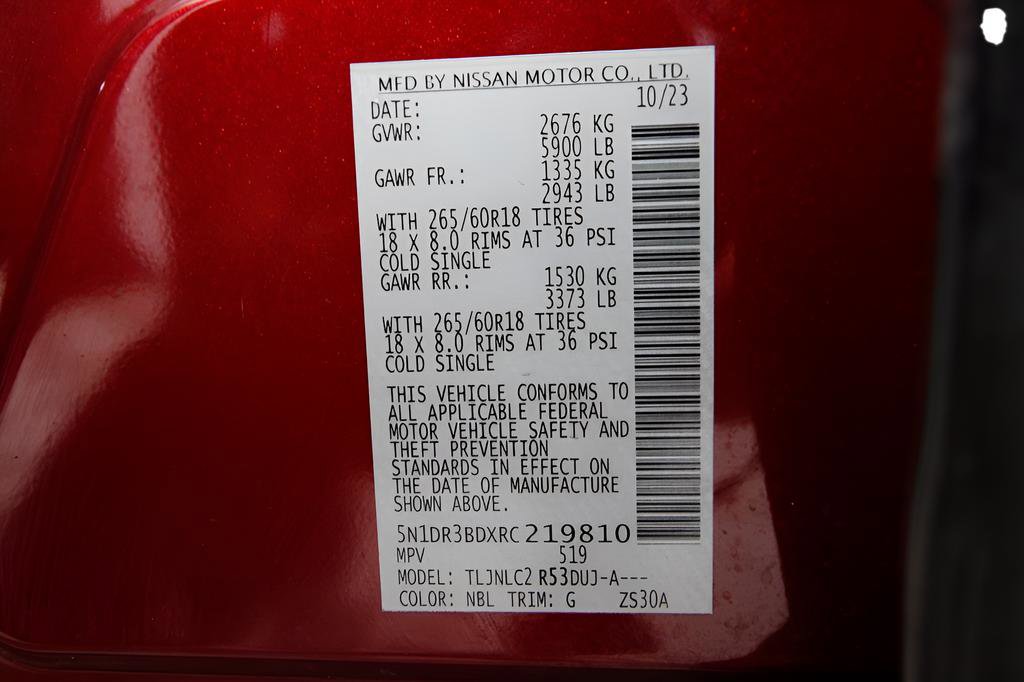 MFD BY NISSAN MOTOR CO., LTD.
DATE: 10/23
GVWR: 2676 KG
5900 LB
GAWR FR.: 1335 KG
2943 LB
WITH 265/60R18 TIRES
18 X 8.0 RIMS AT 36 PSI
COLD SINGLE
GAWR RR.: 1530 KG
3373 LB
WITH 265/60R18 TIRES
18 X 8.0 RIMS AT 36 PSI
COLD SINGLE
THIS VEHICLE CONFORMS TO
ALL APPLICABLE FEDERAL
MOTOR VEHICLE SAFETY AND
THEFT PREVENTION
STANDARDS IN EFFECT ON
THE DATE OF MANUFACTURE
SHOWN ABOVE.
5N1DR3BDXRC219810
MPV 519
MODEL: TLJNLC2 R53DUJ-A---
COLOR: NBL TRIM: G ZS30A